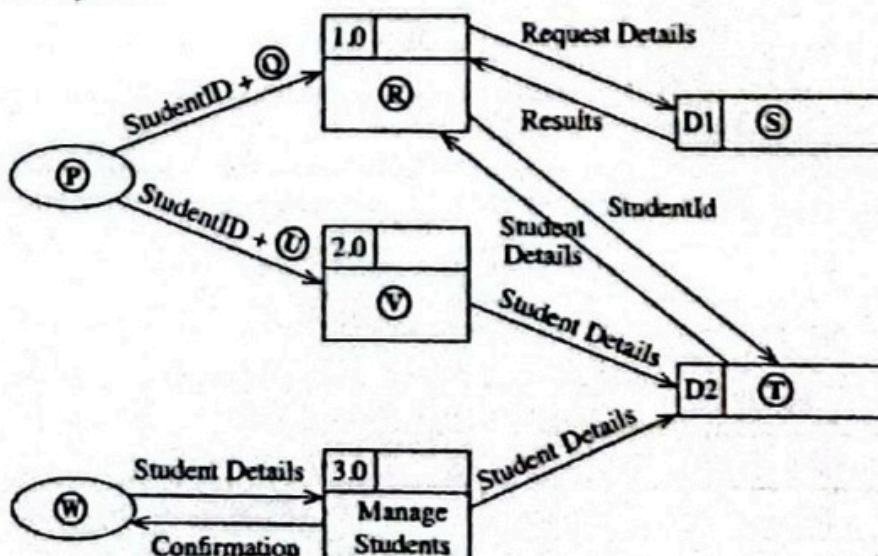 1.0
Request Details
StudentID + Q
R
Results
D1 S
P
StudentId
StudentID + U
Student
Details
2.0
V
Student Details
D2 T
Student Details
3.0
Student Details
W
Manage
Students
Confirmation